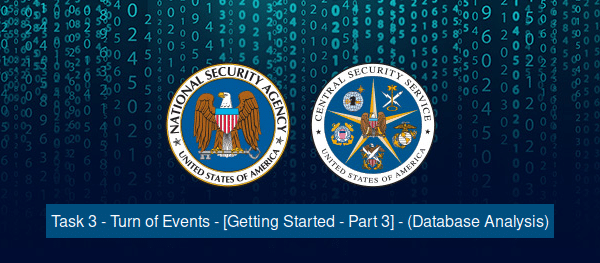 NATIONAL SECURITY AGENCY
UNITED STATES OF AMERICA
CENTRAL SECURITY SERVICE
UNITED STATES OF AMERICA
Task 3 - Turn of Events - [Getting Started - Part 3] - (Database Analysis)